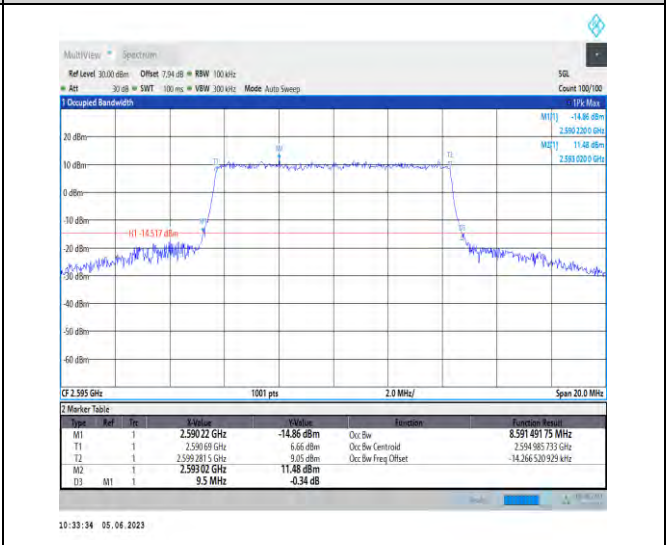 MultiView Spectrum
Ref Level 30.00 dBm Offset 7.94 dB RBW 100 kHz SGL
Att 30 dB SWT 100 ms VBW 300 kHz Mode Auto Sweep Count 100/100
1 Occupied Bandwidth 1Pk Max
M1[1] -14.86 dBm
2.590 220 0 GHz
20 dBm
M2[1] 11.48 dBm
2.593 020 0 GHz
M2
T2
T1
10 dBm
0 dBm
-10 dBm
H1 -14.517 dBm
-20 dBm
-30 dBm
-40 dBm
-50 dBm
-60 dBm
CF 2.595 GHz 1001 pts 2.0 MHz/ Span 20.0 MHz
2 Marker Table
Type Ref Trc X-Value Y-Value Function Function Result
M1 1 2.590 22 GHz -14.86 dBm Occ Bw 8.591 491 75 MHz
T1 1 2.590 69 GHz 6.66 dBm Occ Bw Centroid 2.594 985 733 GHz
T2 1 2.599 281 5 GHz 9.05 dBm Occ Bw Freq Offset -14.266 520 929 kHz
M2 1 2.593 02 GHz 11.48 dBm
D3 M1 1 9.5 MHz -0.34 dB
10:33:34 05.06.2023